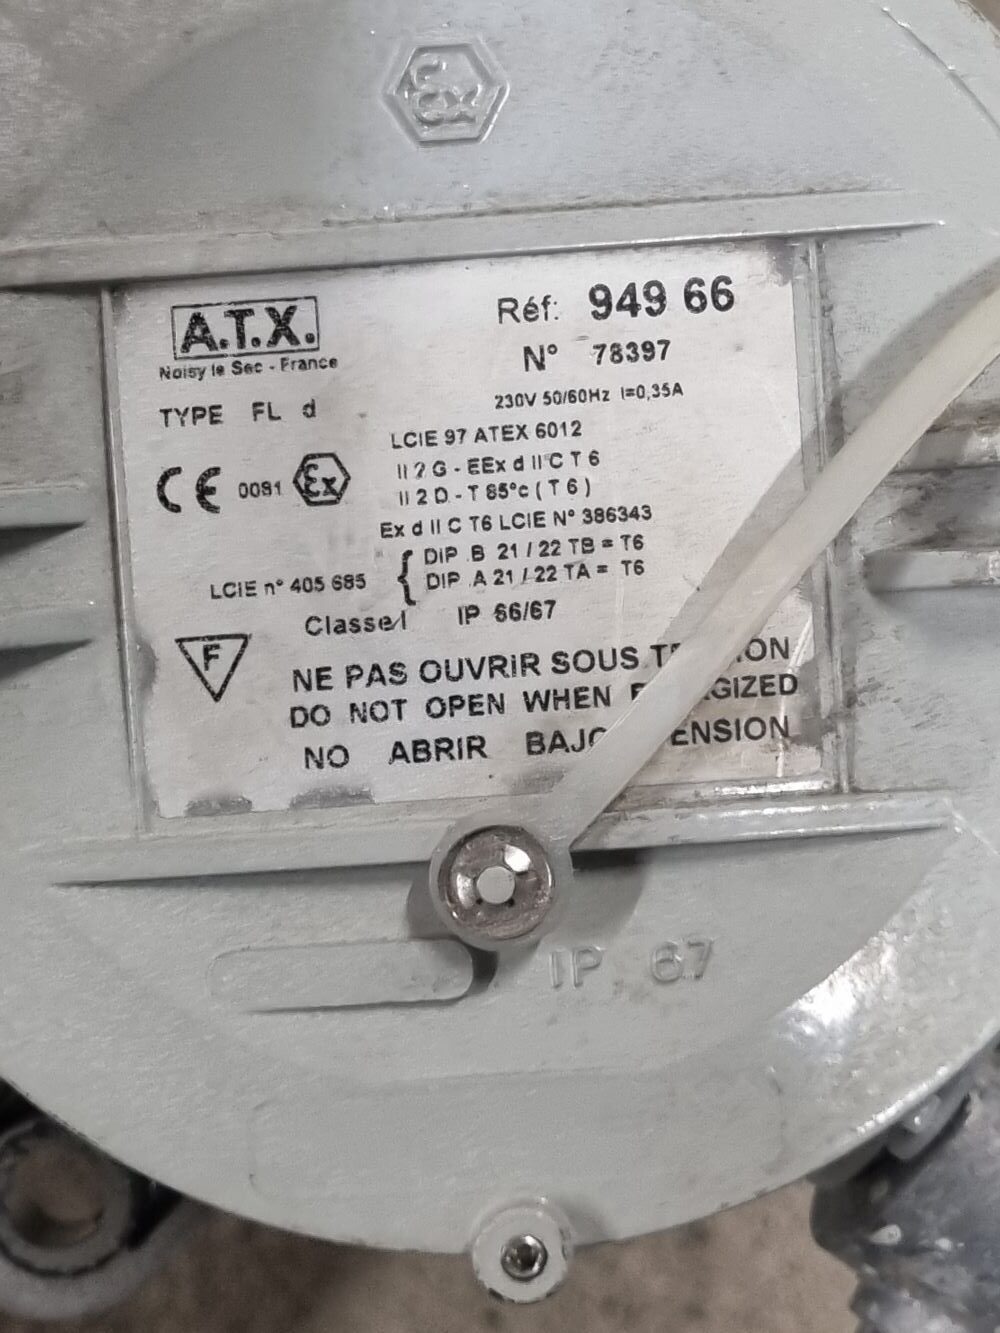 Ex
A.T.X.
Noisy le Sec - France
Réf: 949 66
N° 78397
TYPE FL d
230V 50/60Hz I=0,35A
LCIE 97 ATEX 6012
CE 0081 Ex
II 2 G - EEx d II C T 6
II 2 D - T 85°c ( T 6 )
Ex d II C T6 LCIE N° 386343
LCIE n° 405 685
DIP B 21 / 22 TB = T6
DIP A 21 / 22 TA = T6
Classe I IP 66/67
F
NE PAS OUVRIR SOUS
DO NOT OPEN WHEN
NO ABRIR
IP 67